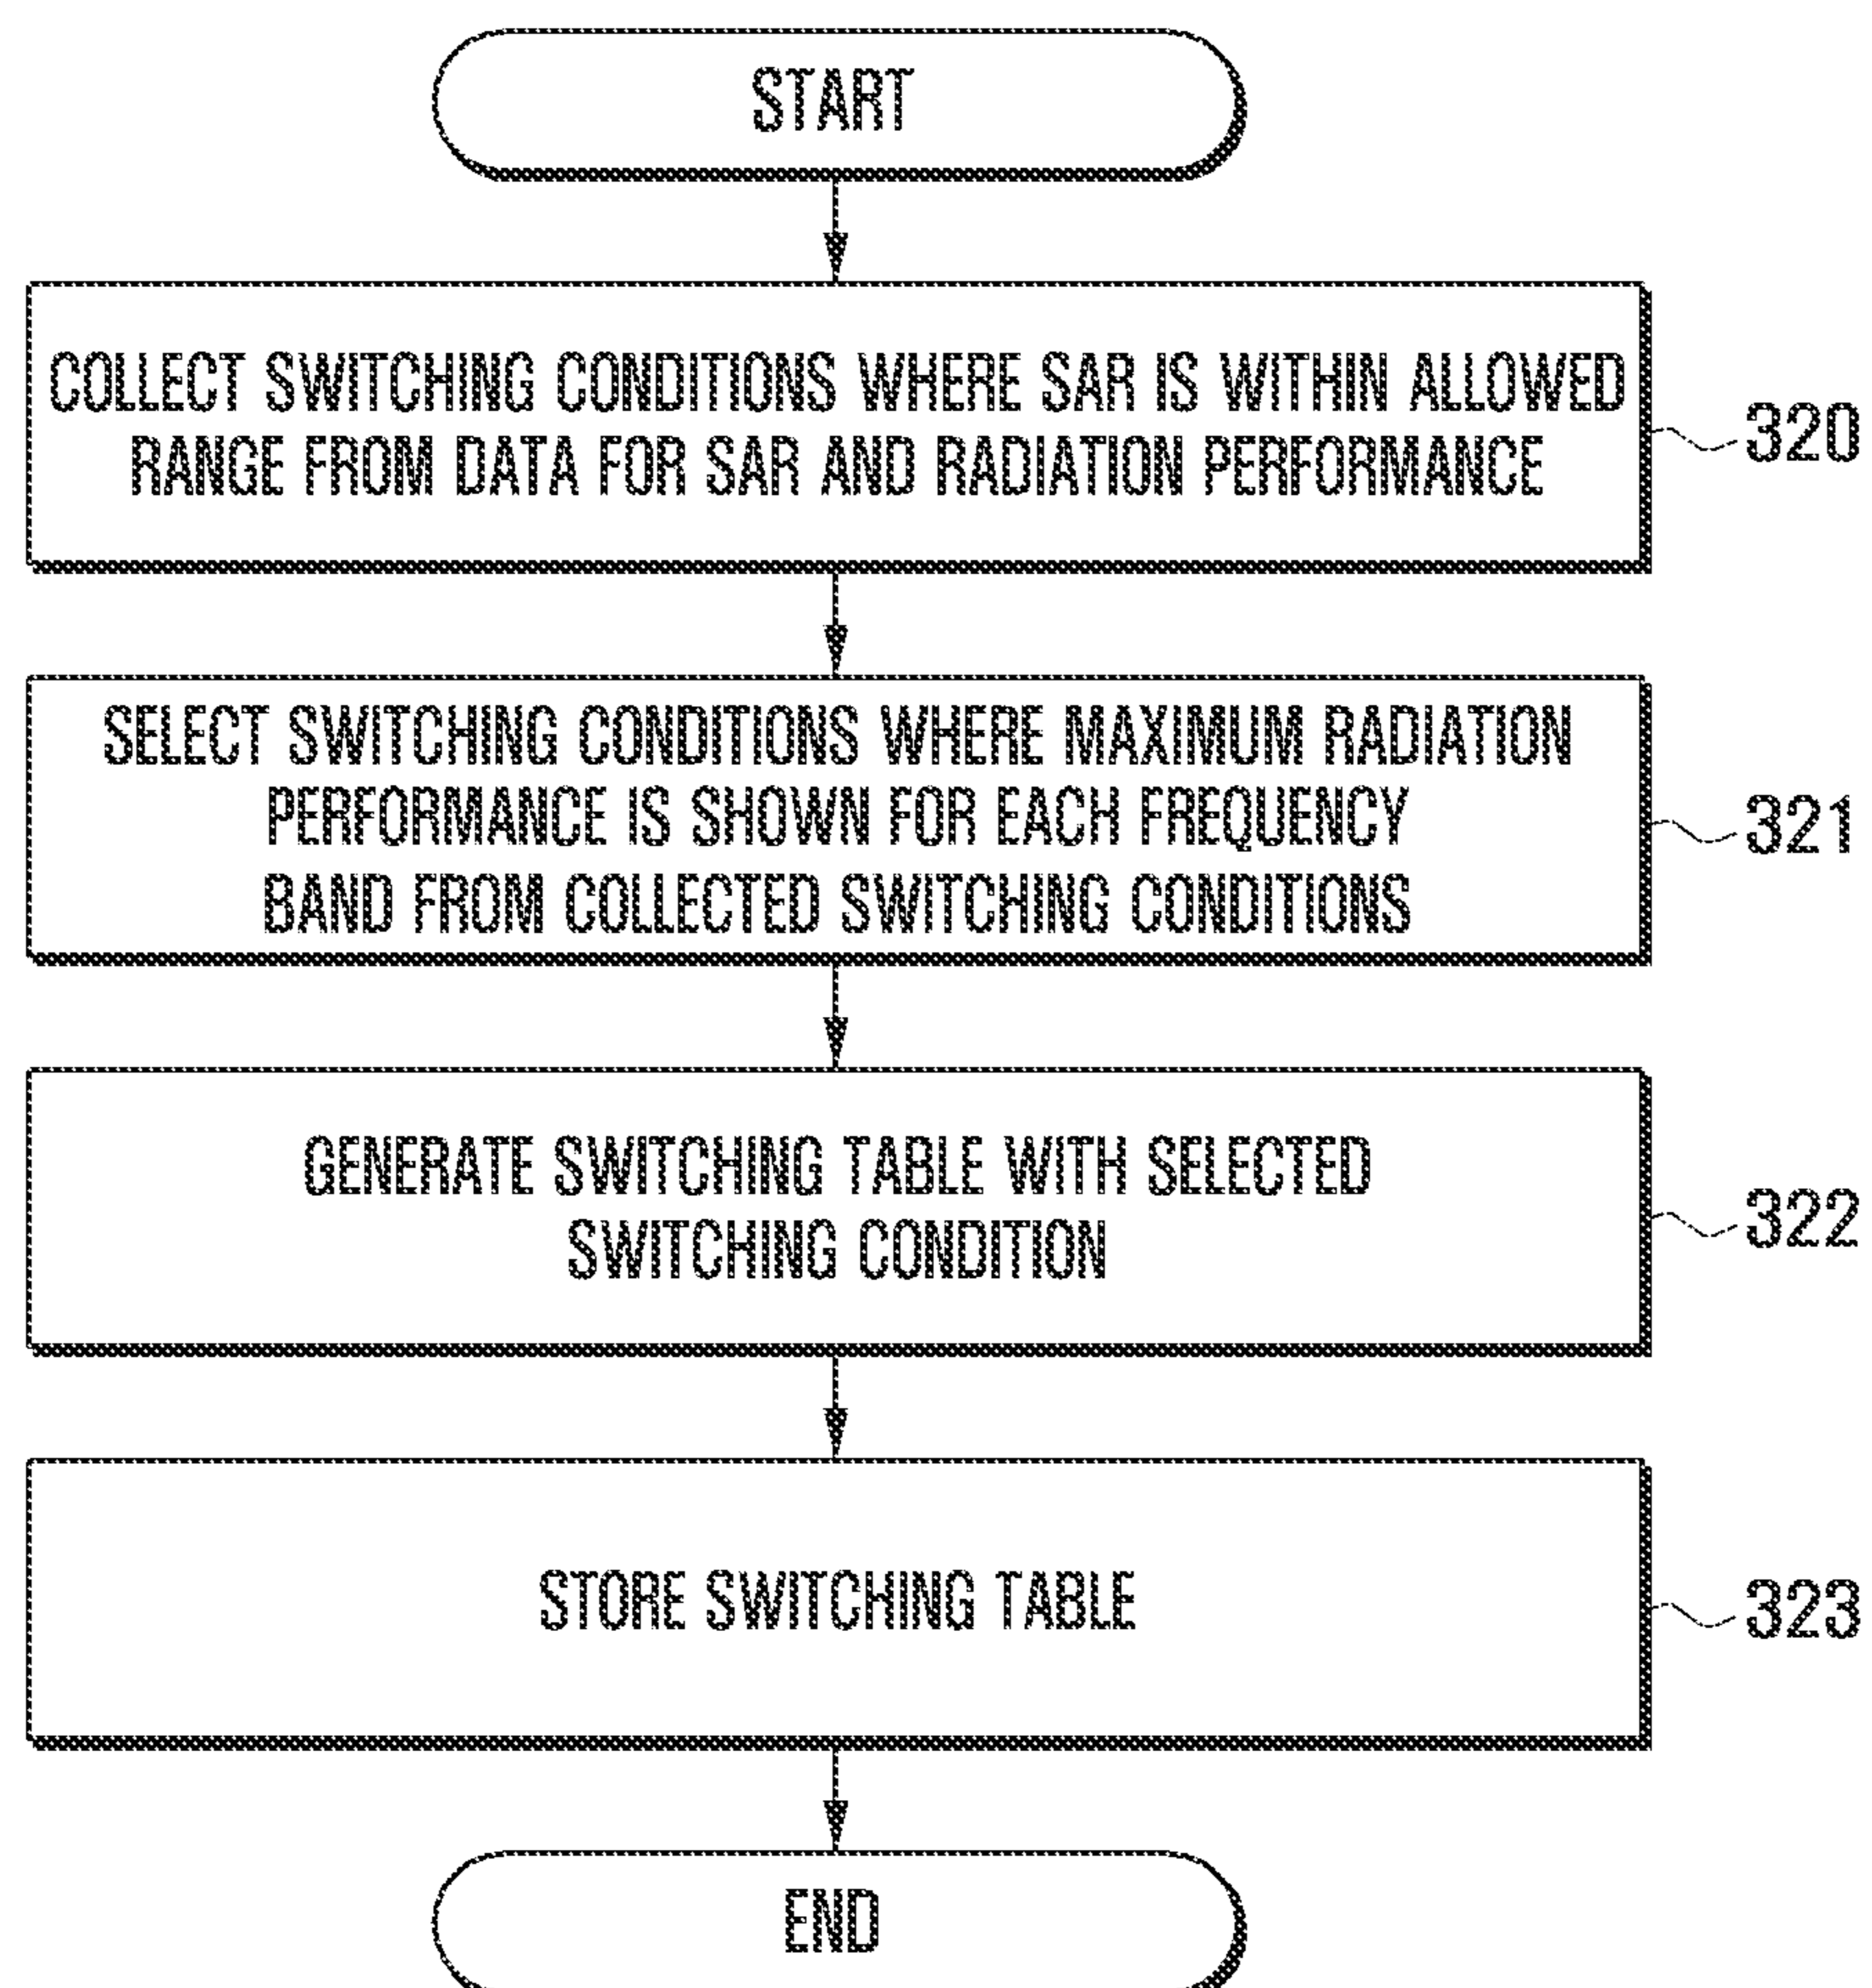 START
COLLECT SWITCHING CONDITIONS WHERE SAR IS WITHIN ALLOWED
RANGE FROM DATA FOR SAR AND RADIATION PERFORMANCE
320
SELECT SWITCHING CONDITIONS WHERE MAXIMUM RADIATION
PERFORMANCE IS SHOWN FOR EACH FREQUENCY
BAND FROM COLLECTED SWITCHING CONDITIONS
321
GENERATE SWITCHING TABLE WITH SELECTED
SWITCHING CONDITION
322
STORE SWITCHING TABLE
323
END